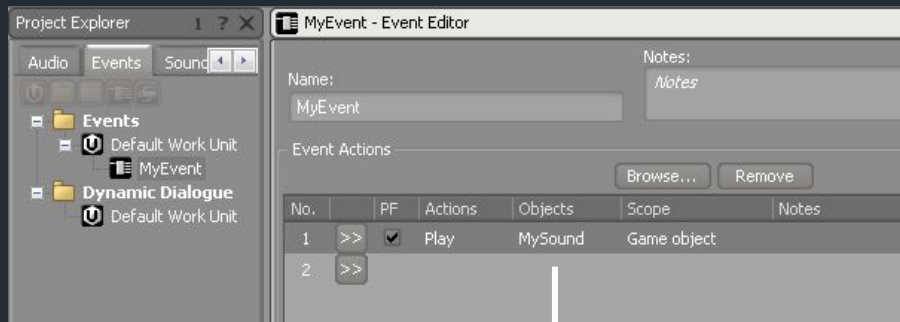 Project Explorer 1 ? X
Audio Events Sound
Events
Default Work Unit
MyEvent
Dynamic Dialogue
Default Work Unit
MyEvent - Event Editor
Name:
MyEvent
Notes:
Notes
Event Actions
Browse... Remove
No. PF Actions Objects Scope Notes
1 >> Play MySound Game object
2 >>